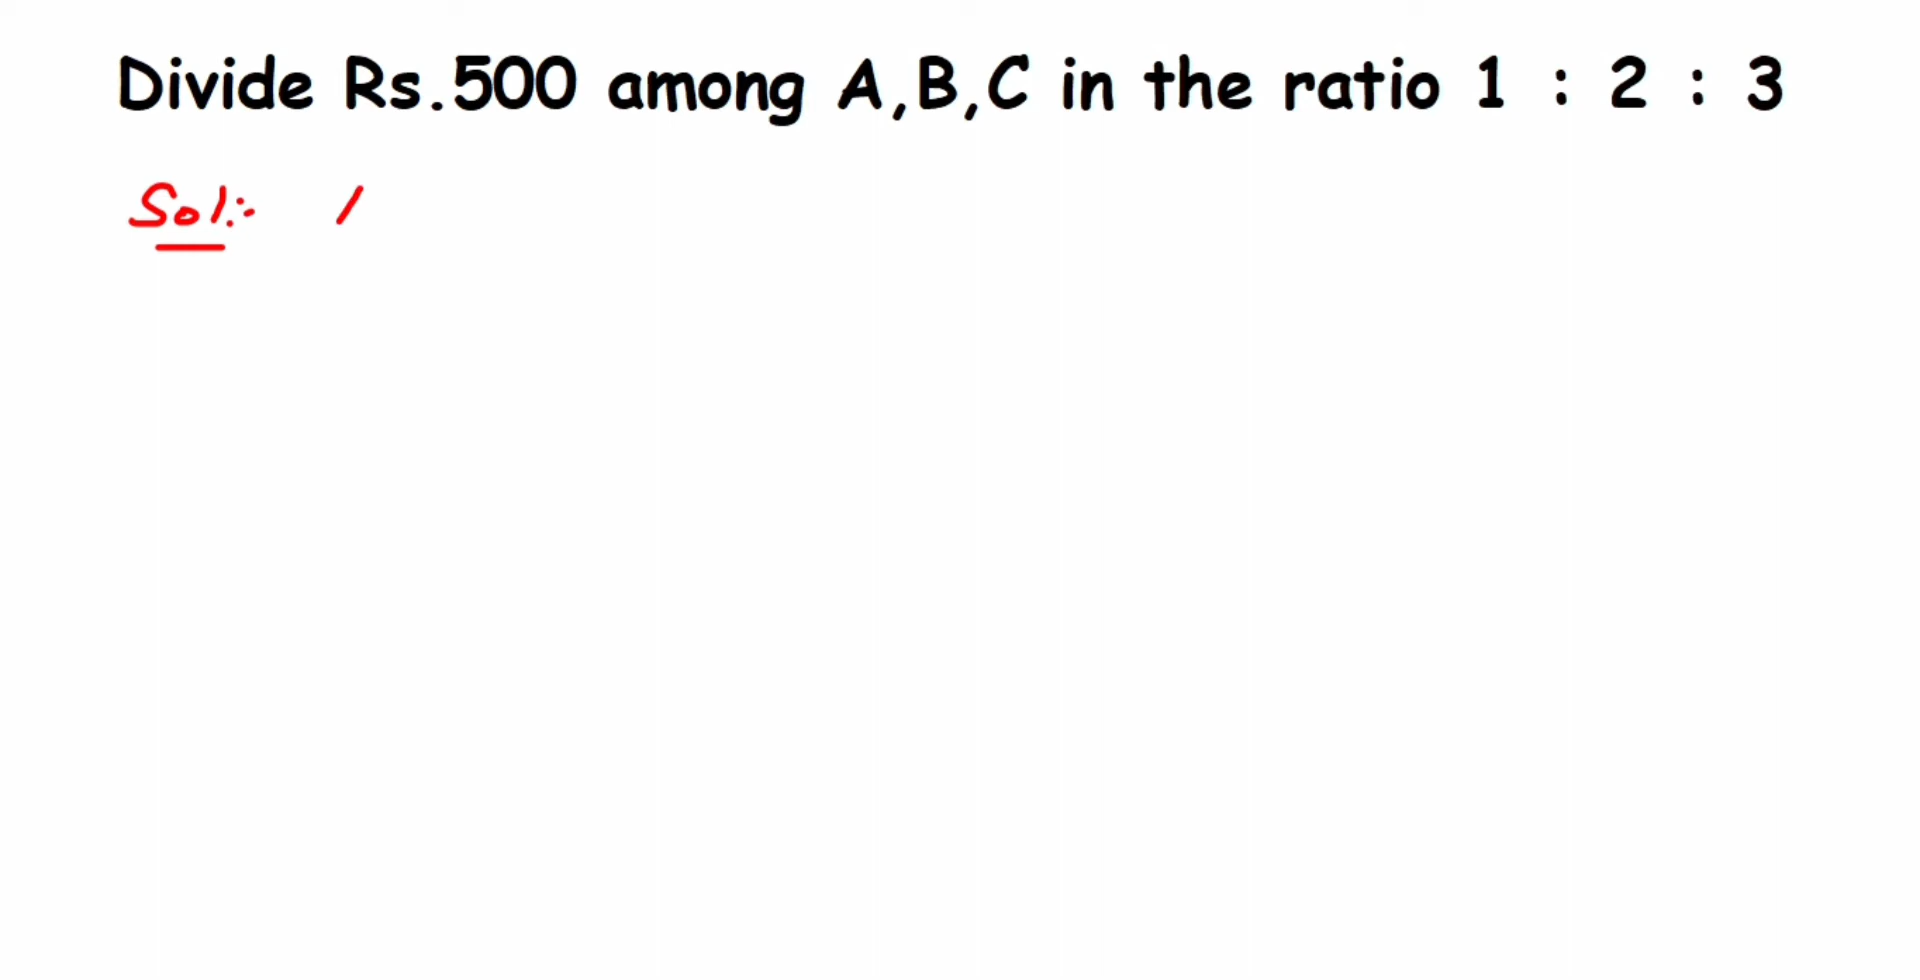 Divide Rs.500 among A,B,C in the ratio 1 : 2 : 3
Sol:-